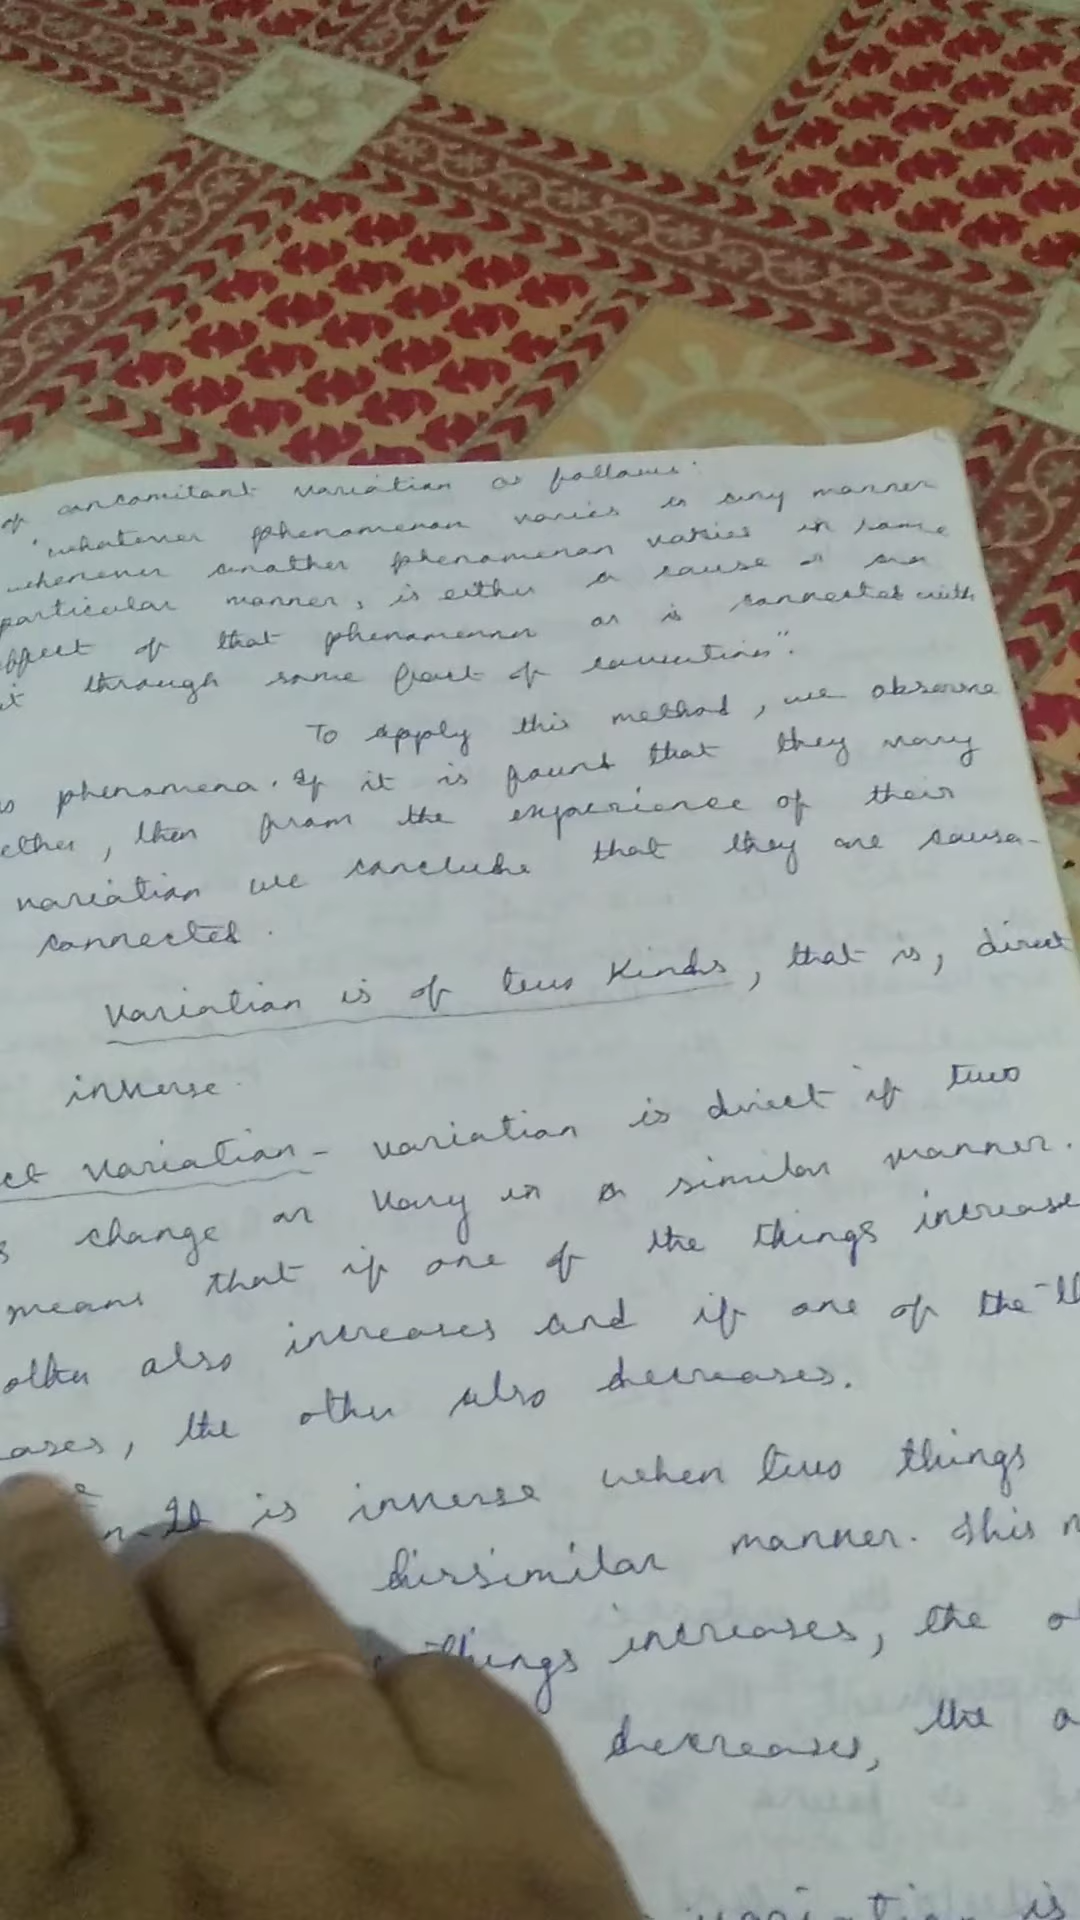 of concomitant variation as follows:
"whatever phenomenon varies in any manner
whenever another phenomenon varies in some
particular manner, is either a cause or an
effect of that phenomenon or is connected with
it through some fact of causation".
To apply this method, we observe
phenomena. If it is found that they vary
then from the experience of their
variation we conclude that they are causa-
connected.
Variation is of two Kinds, that is, direct
inverse.
Variation - Variation is direct if two
change or vary in a similar manner.
means that if one of the things increase
other also increases and if one of the
the other also decreases.
It is inverse when two things
dissimilar manner. This
things increases, the
decreases, the
variation is